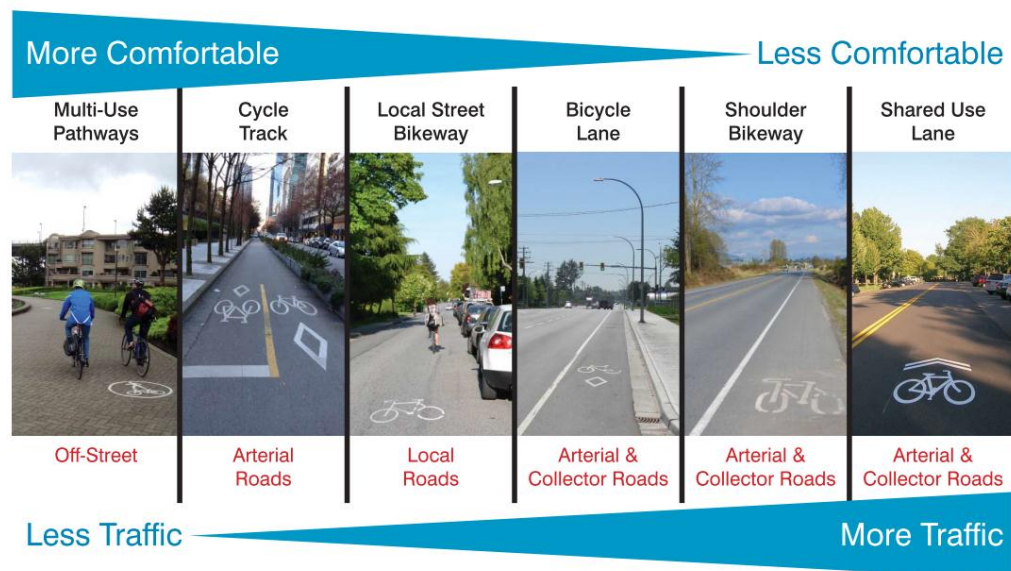 More Comfortable
Less Comfortable
Multi-Use
Pathways
Cycle
Track
Local Street
Bikeway
Bicycle
Lane
Shoulder
Bikeway
Shared Use
Lane
Off-Street
Arterial
Roads
Local
Roads
Arterial &
Collector Roads
Arterial &
Collector Roads
Arterial &
Collector Roads
Less Traffic
More Traffic